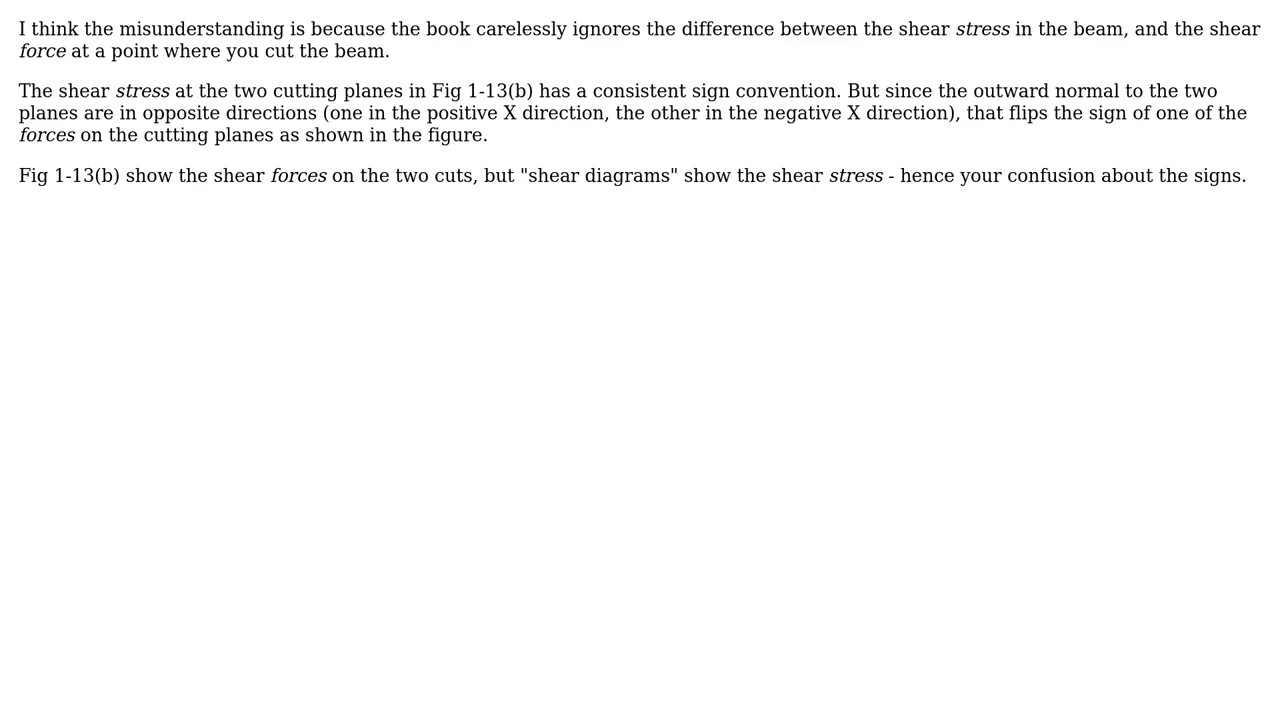 I think the misunderstanding is because the book carelessly ignores the difference between the shear stress in the beam, and the shear
force at a point where you cut the beam.
The shear stress at the two cutting planes in Fig 1-13(b) has a consistent sign convention. But since the outward normal to the two
planes are in opposite directions (one in the positive X direction, the other in the negative X direction), that flips the sign of one of the
forces on the cutting planes as shown in the figure.
Fig 1-13(b) show the shear forces on the two cuts, but "shear diagrams" show the shear stress - hence your confusion about the signs.